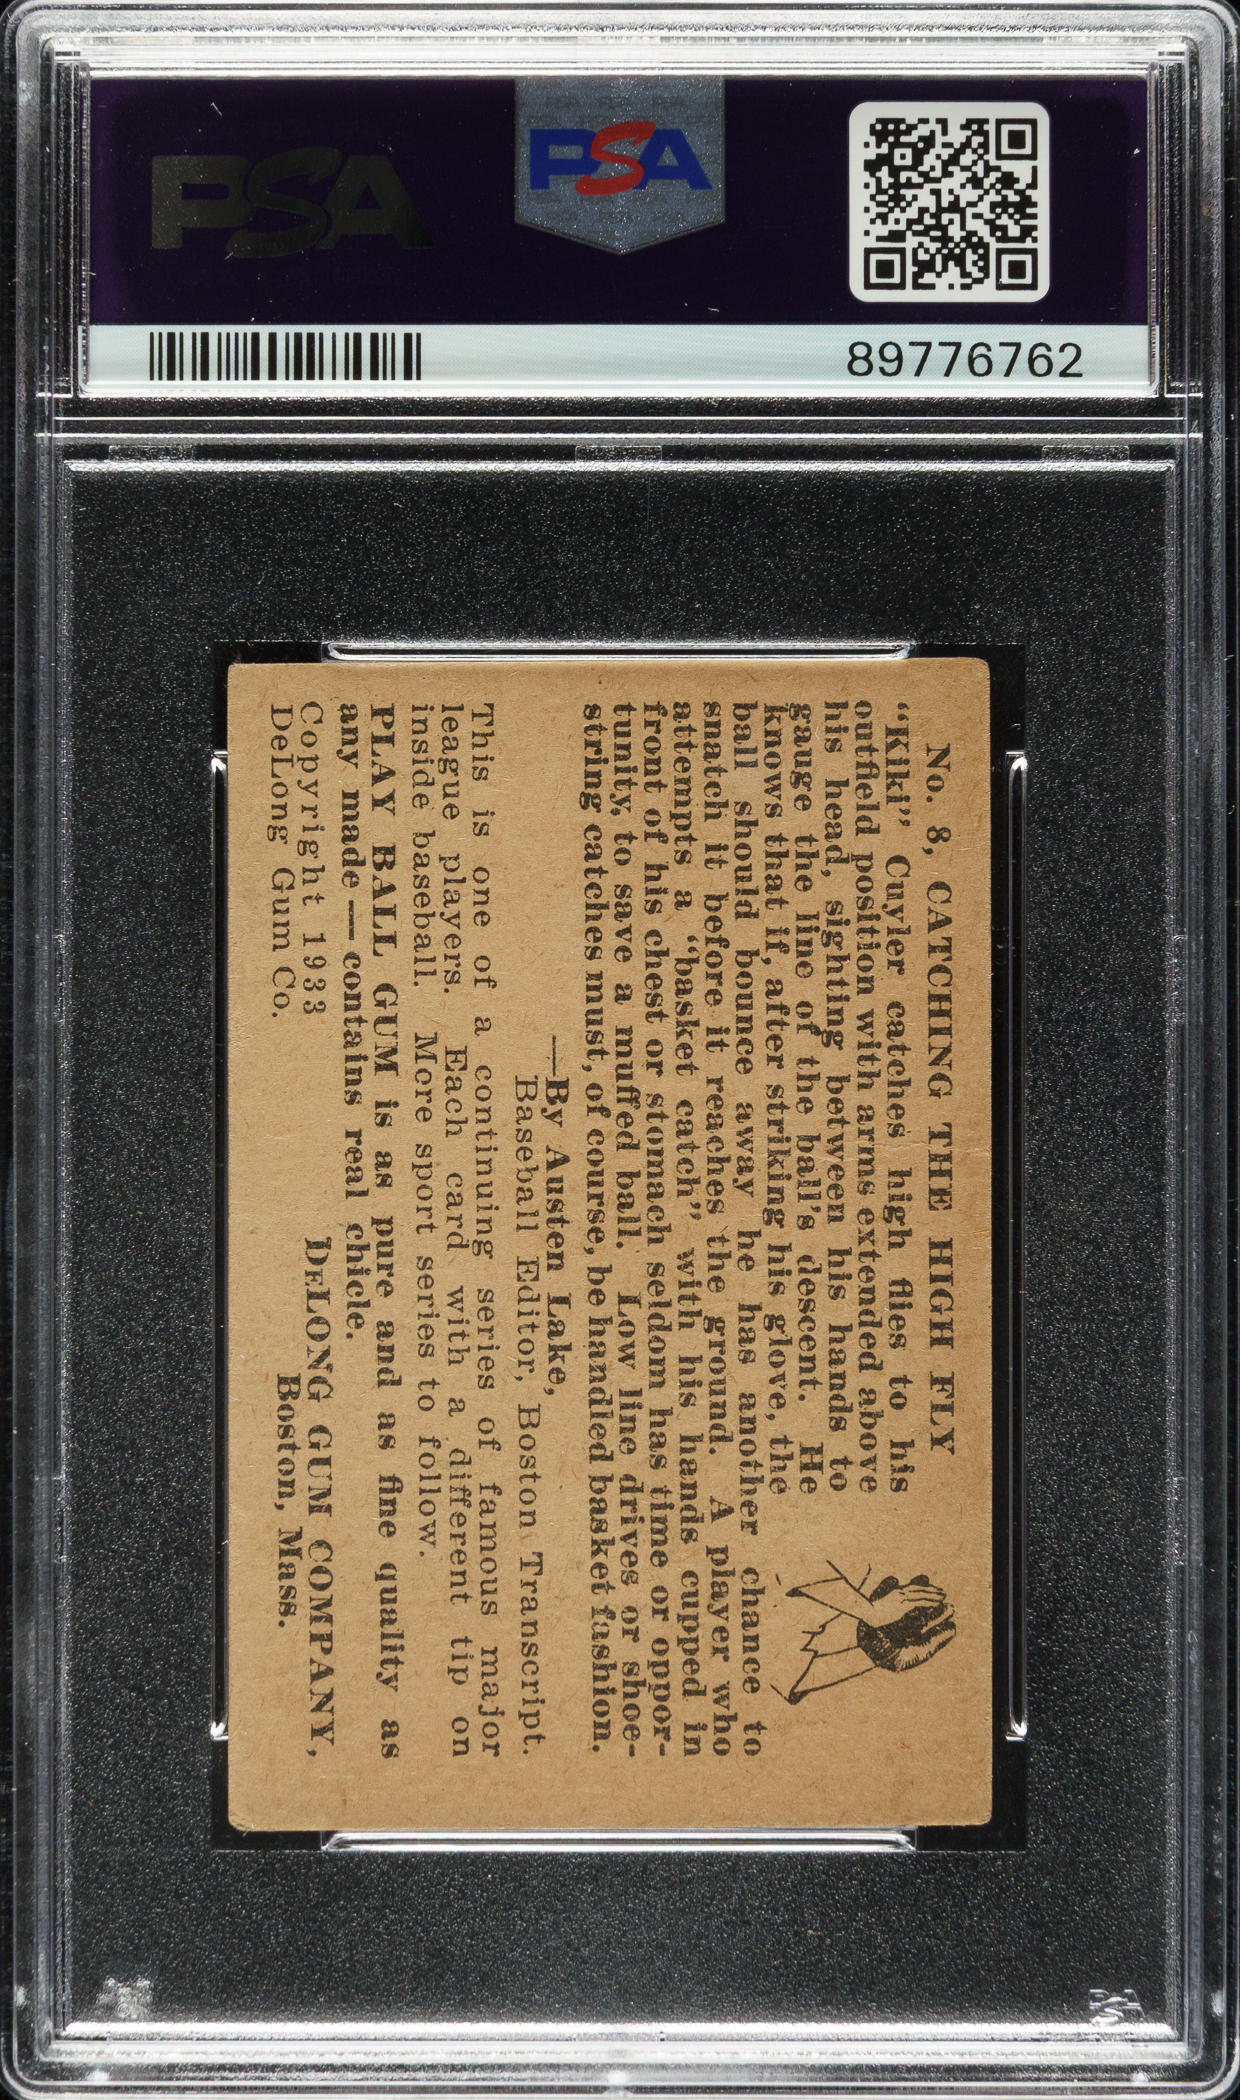 PSA
PSA
89776762
No. 8, CATCHING THE HIGH FLY
“Kiki” Cuyler catches high flies to his
outfield position with arms extended above
his head, sighting between his hands to
gauge the line of the ball's descent. He
knows that if, after striking his glove, the
ball should bounce away he has another chance to
snatch it before it reaches the ground. A player who
attempts a “basket catch” with his hands cupped in
front of his chest or stomach seldom has time or oppor-
tunity, to save a muffed ball. Low line drives or shoe-
string catches must, of course, be handled basket fashion.
—By Austen Lake,
Baseball Editor, Boston Transcript.
This is one of a continuing series of famous major
league players. Each card with a different tip on
inside baseball. More sport series to follow.
PLAY BALL GUM is as pure and as fine quality as
any made — contains real chicle.
Copyright 1933 DELONG GUM COMPANY,
DeLong Gum Co. Boston, Mass.
PSA